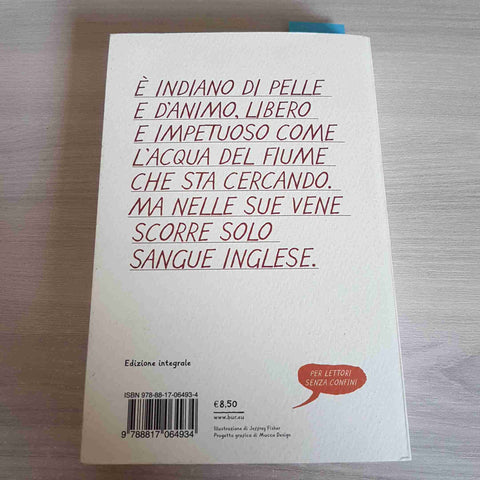 È INDIANO DI PELLE
E D'ANIMO, LIBERO
E IMPETUOSO COME
L'ACQUA DEL FIUME
CHE STA CERCANDO.
MA NELLE SUE VENE
SCORRE SOLO
SANGUE INGLESE.
Edizione integrale
PER LETTORI
SENZA CONFINI
ISBN 978-88-17-06493-4
9 788817 064934
€8,50
www.bur.eu
Illustrazione di Jeffrey Fisher
Progetto grafico di Mucca Design